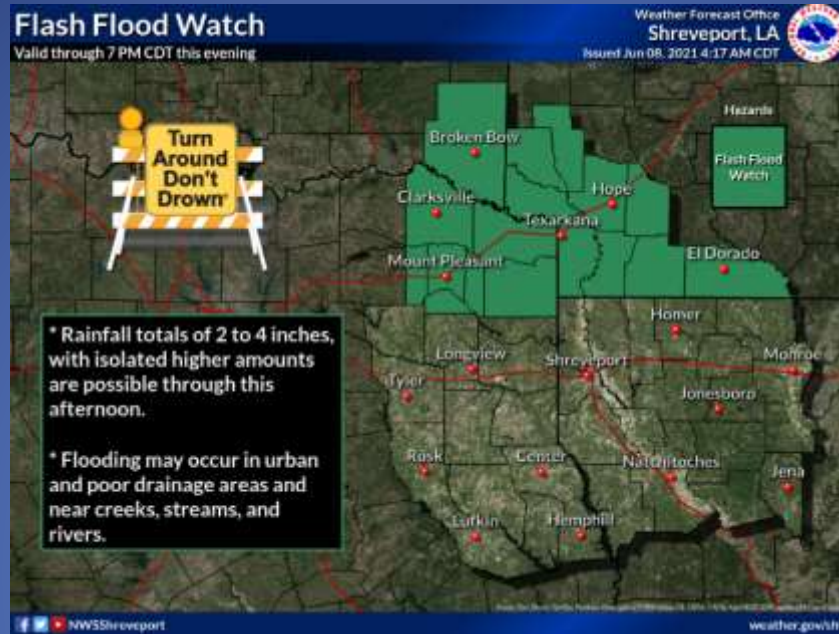 Flash Flood Watch
Valid through 7 PM CDT this evening
Weather Forecast Office
Shreveport, LA
Issued Jun 08, 2021 4:17 AM CDT
Turn
Around
Don't
Drown
Hazards
Flash Flood
Watch
Broken Bow
Clarksville
Hope
Texarkana
Mount Pleasant
El Dorado
Homer
Longview
Shreveport
Monroe
Tyler
Jonesboro
Rusk
Center
Natchitoches
Jena
Lufkin
Hemphill
* Rainfall totals of 2 to 4 inches,
with isolated higher amounts
are possible through this
afternoon.
* Flooding may occur in urban
and poor drainage areas and
near creeks, streams, and
rivers.
NWSShreveport
weather.gov/sh